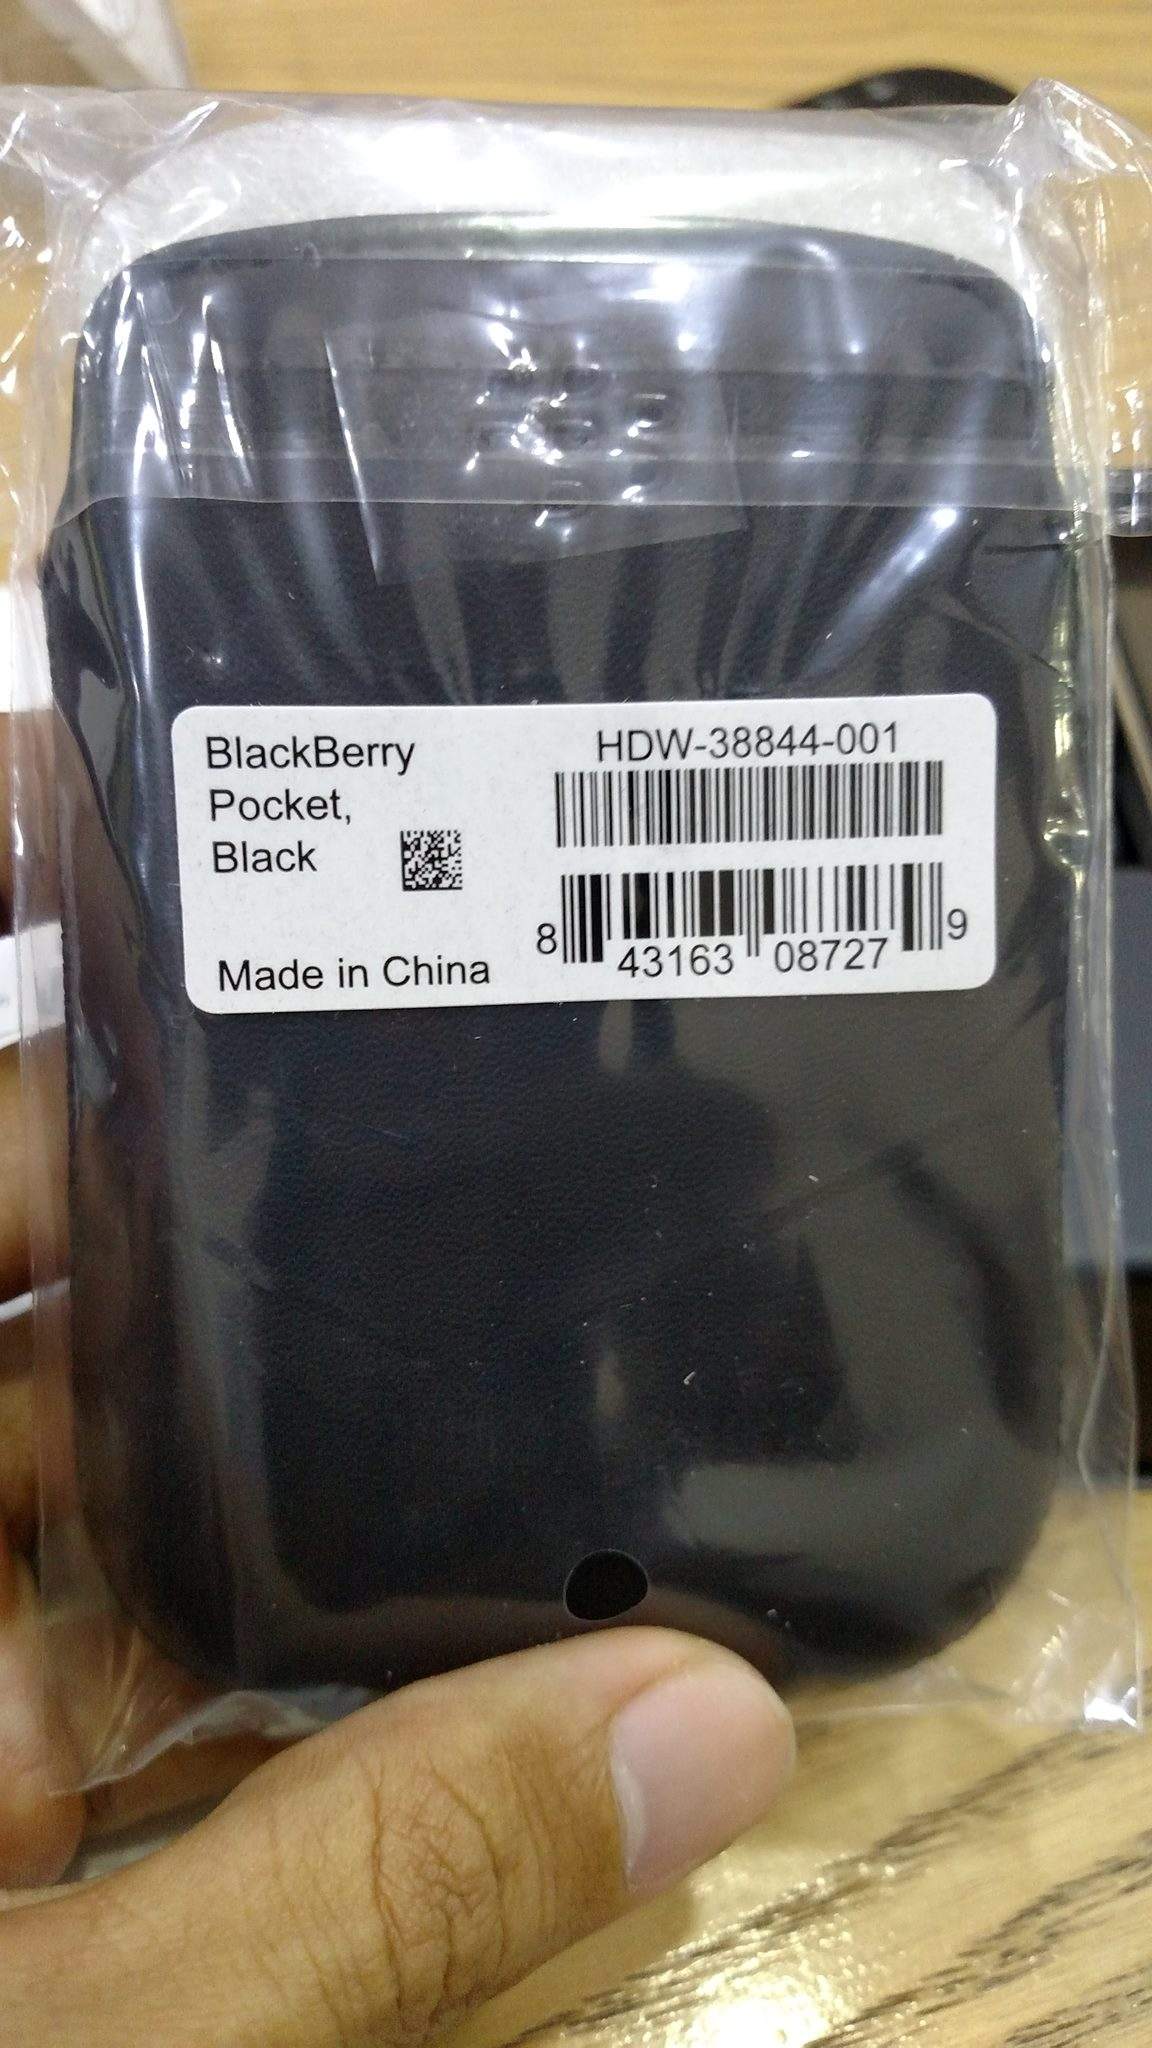 BlackBerry
Pocket,
Black
Made in China
HDW-38844-001
8 43163 08727 9